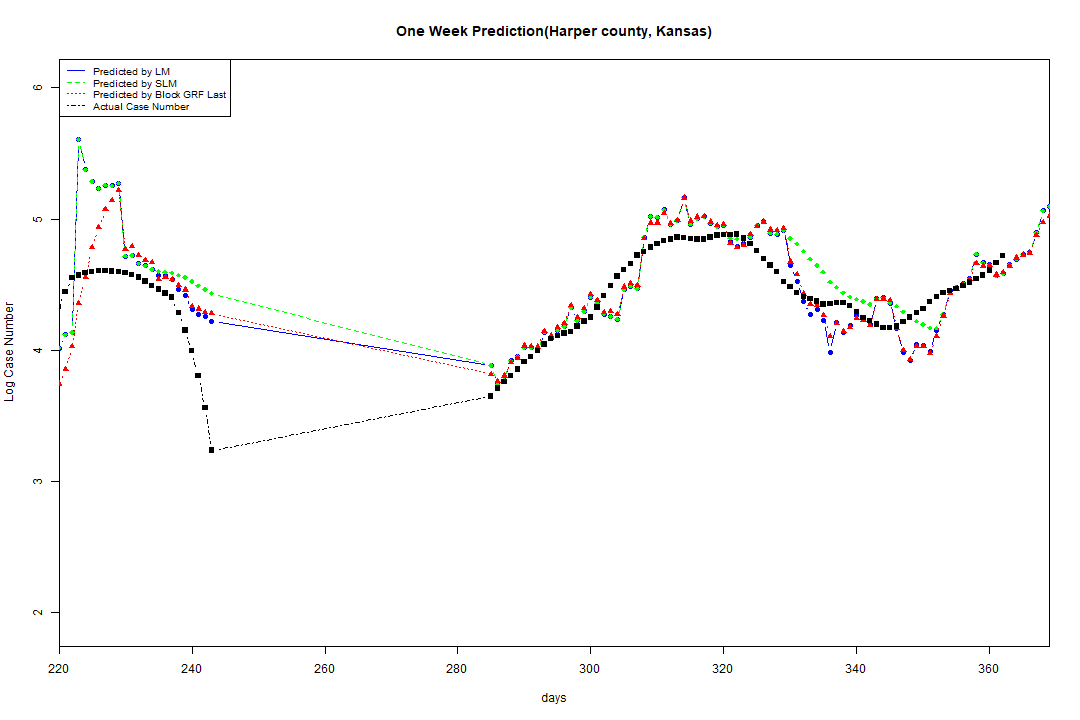 One Week Prediction(Harper county, Kansas)
Predicted by LM
Predicted by SLM
Predicted by Block GRF Last
Actual Case Number
6
5
4
3
2
Log Case Number
220 240 260 280 300 320 340 360
days